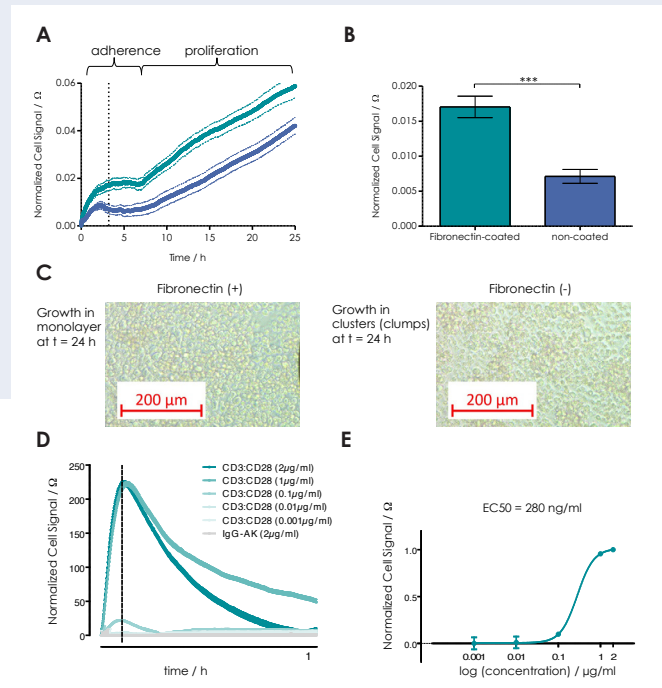 A
adherence
proliferation
Normalized Cell Signal / Ω
0.06
0.04
0.02
0.00
0
5
10
15
20
25
Time / h
B
***
Normalized Cell Signal / Ω
0.020
0.015
0.010
0.005
0.000
Fibronectin-coated
non-coated
C
Fibronectin (+)
Growth in
monolayer
at t = 24 h
200 µm
Fibronectin (-)
Growth in
clusters (clumps)
at t = 24 h
200 µm
D
Normalized Cell Signal / Ω
250
200
150
100
50
0
CD3:CD28 (2µg/ml)
CD3:CD28 (1µg/ml)
CD3:CD28 (0.1µg/ml)
CD3:CD28 (0.01µg/ml)
CD3:CD28 (0.001µg/ml)
IgG-AK (2µg/ml)
1
time / h
E
EC50 = 280 ng/ml
Normalized Cell Signal / Ω
1.0
0.5
0.0
0.001
0.01
0.1
1
2
log (concentration) / µg/ml